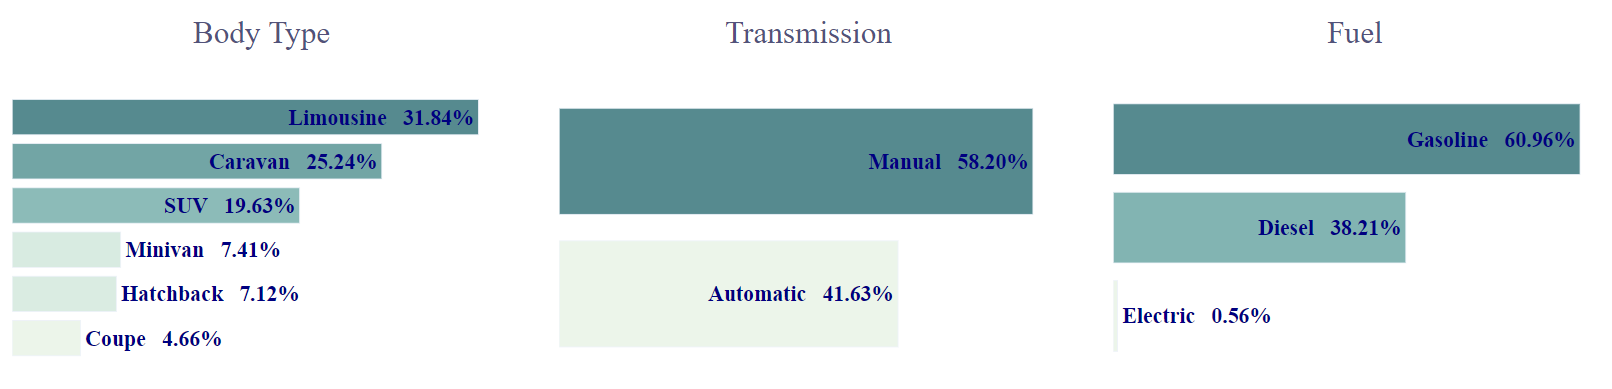 Body Type
Limousine 31.84%
Caravan 25.24%
SUV 19.63%
Minivan 7.41%
Hatchback 7.12%
Coupe 4.66%
Transmission
Manual 58.20%
Automatic 41.63%
Fuel
Gasoline 60.96%
Diesel 38.21%
Electric 0.56%